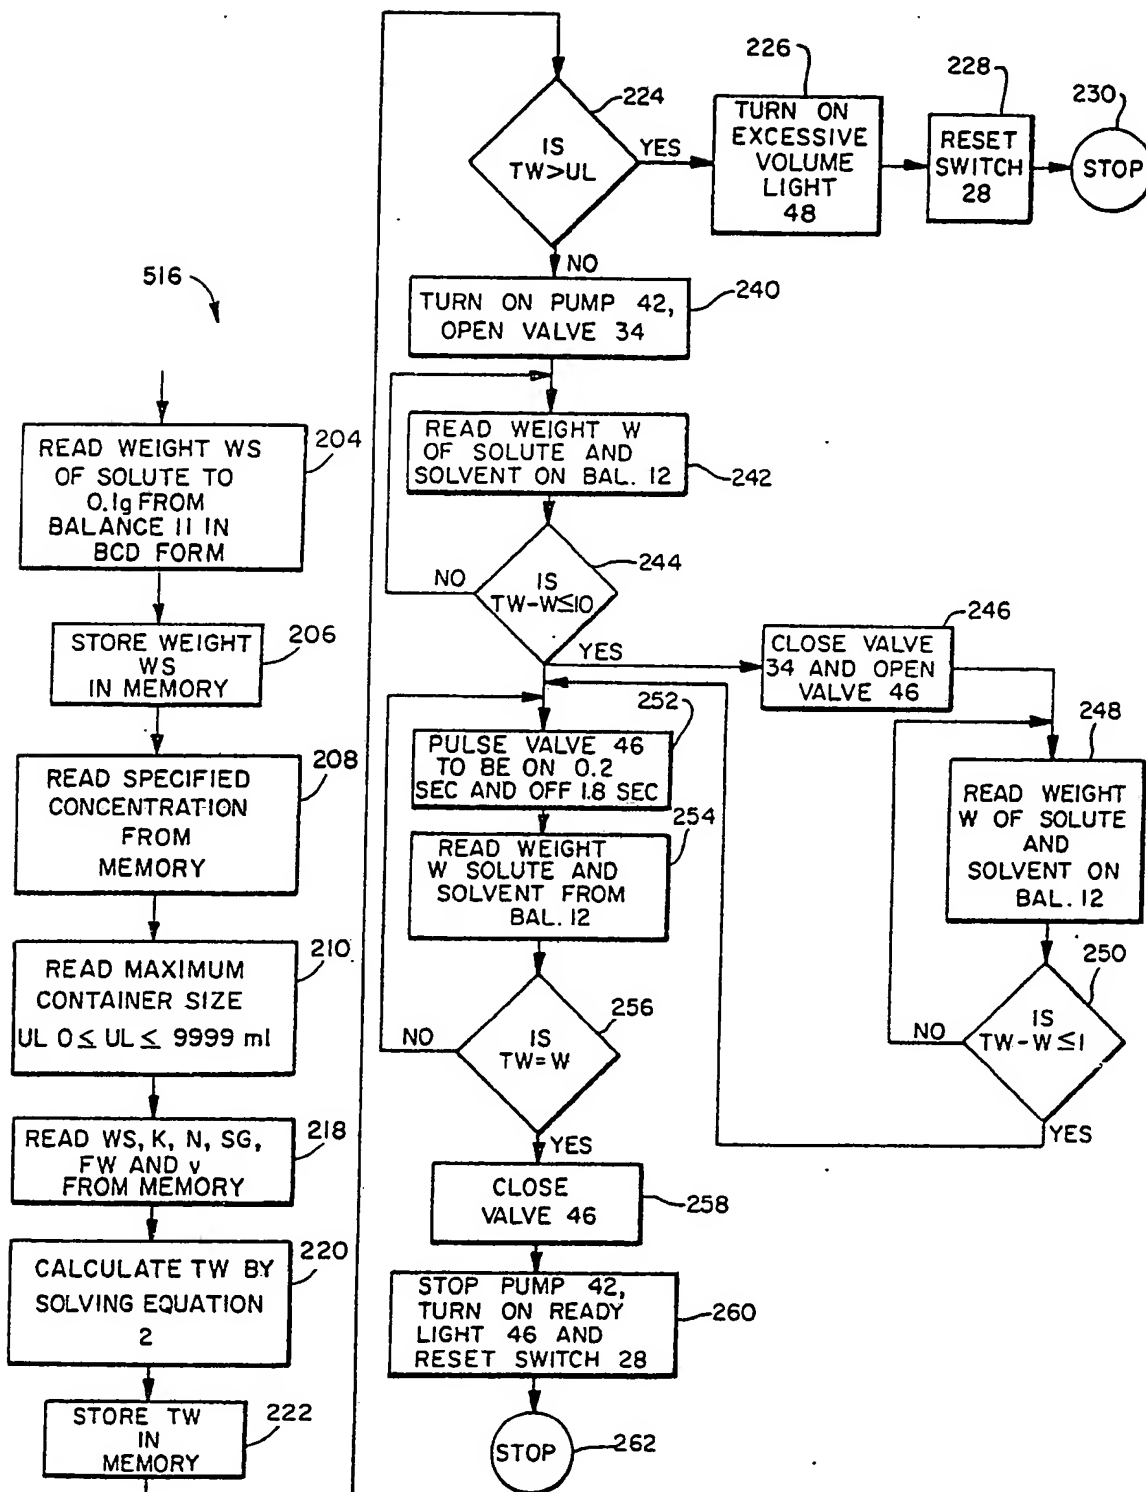 516
READ WEIGHT WS
OF SOLUTE TO
0.1g FROM
BALANCE 11 IN
BCD FORM
204
STORE WEIGHT
WS
IN MEMORY
206
READ SPECIFIED
CONCENTRATION
FROM
MEMORY
208
READ MAXIMUM
CONTAINER SIZE
UL 0 ≤ UL ≤ 9999 ml
210
READ WS, K, N, SG,
FW AND v
FROM MEMORY
218
CALCULATE TW BY
SOLVING EQUATION
2
220
STORE TW
IN
MEMORY
222
IS
TW>UL
224
YES
NO
TURN ON
EXCESSIVE
VOLUME
LIGHT
48
226
RESET
SWITCH
28
228
STOP
230
TURN ON PUMP 42,
OPEN VALVE 34
240
READ WEIGHT W
OF SOLUTE AND
SOLVENT ON BAL. 12
242
IS
TW-W≤10
244
NO
YES
CLOSE VALVE
34 AND OPEN
VALVE 46
246
READ WEIGHT
W OF SOLUTE
AND
SOLVENT ON
BAL. 12
248
IS
TW-W≤1
250
NO
YES
PULSE VALVE 46
TO BE ON 0.2
SEC AND OFF 1.8 SEC
252
READ WEIGHT
W SOLUTE AND
SOLVENT FROM
BAL. 12
254
IS
TW=W
256
NO
YES
CLOSE
VALVE 46
258
STOP PUMP 42,
TURN ON READY
LIGHT 46 AND
RESET SWITCH 28
260
STOP
262